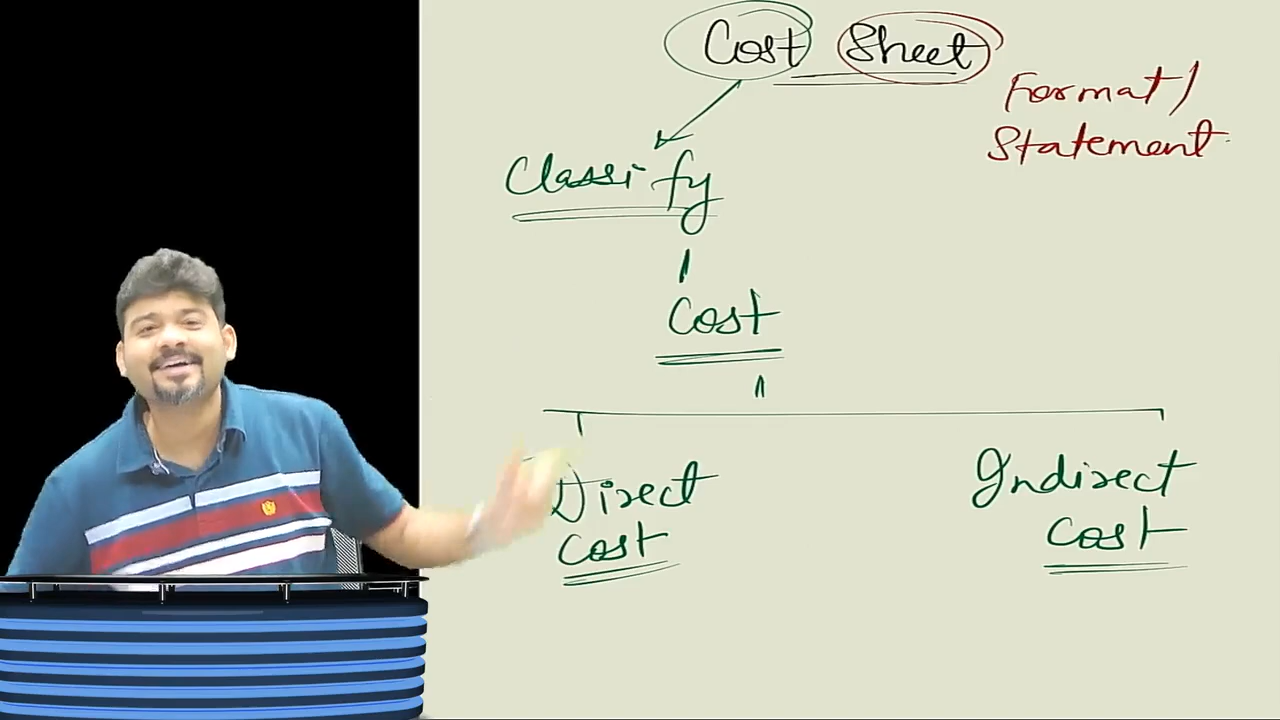 Cost Sheet
Format/
Statement
Classify
Cost
Direct
Cost
Indirect
Cost